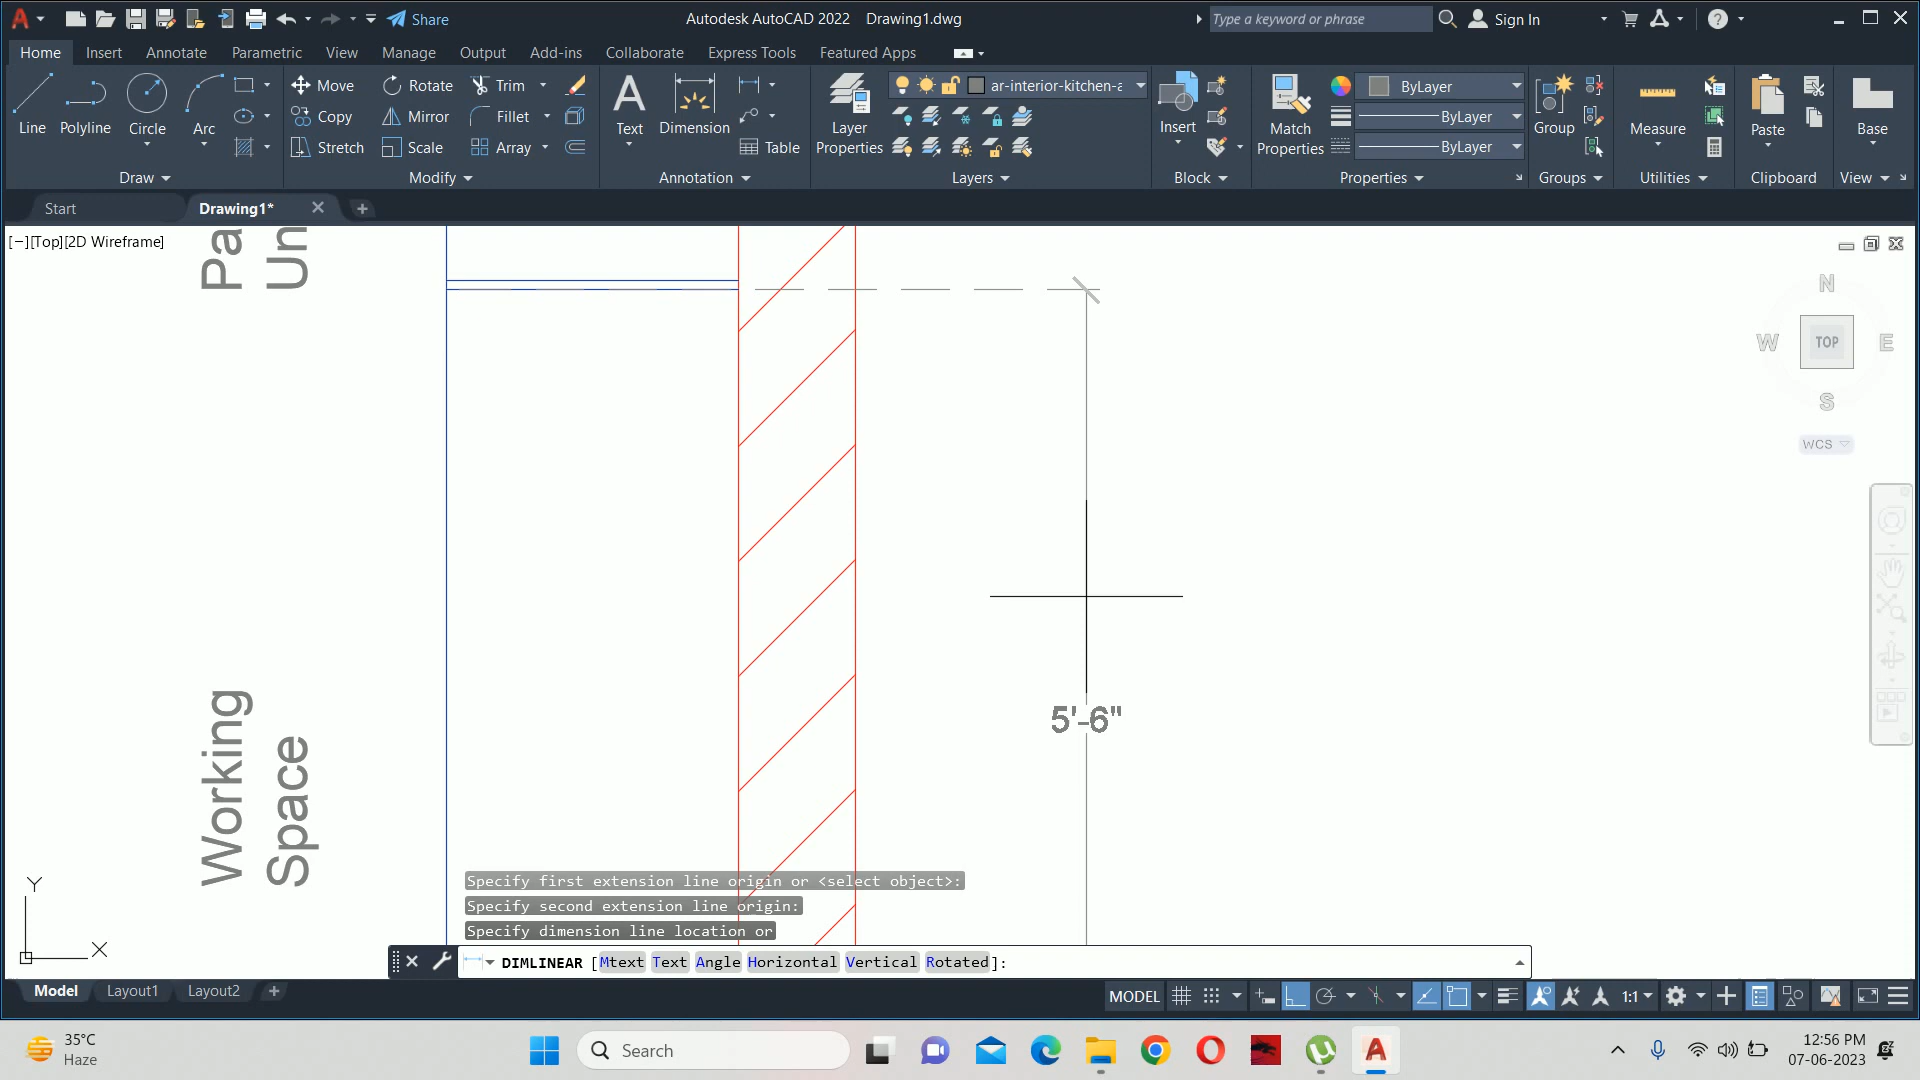 Share
Autodesk AutoCAD 2022 Drawing1.dwg
Type a keyword or phrase
Sign In
Home Insert Annotate Parametric View Manage Output Add-ins Collaborate Express Tools Featured Apps
Move Rotate Trim
ar-interior-kitchen-a
ByLayer
Copy Mirror Fillet
ByLayer
Line Polyline Circle Arc
Text Dimension
Layer Properties
Insert
Match Properties
Group Measure Paste Base
Stretch Scale Array
Table
ByLayer
Draw Modify Annotation Layers Block Properties Groups Utilities Clipboard View
Start Drawing1*
[−][Top][2D Wireframe]
Pa
Un
N
W TOP E
S
WCS
5'-6"
Working
Space
Y
X
Specify first extension line origin or <select object>:
Specify second extension line origin:
Specify dimension line location or
DIMLINEAR [Mtext Text Angle Horizontal Vertical Rotated]:
Model Layout1 Layout2
MODEL 1:1
35°C
Haze
Search
12:56 PM
07-06-2023